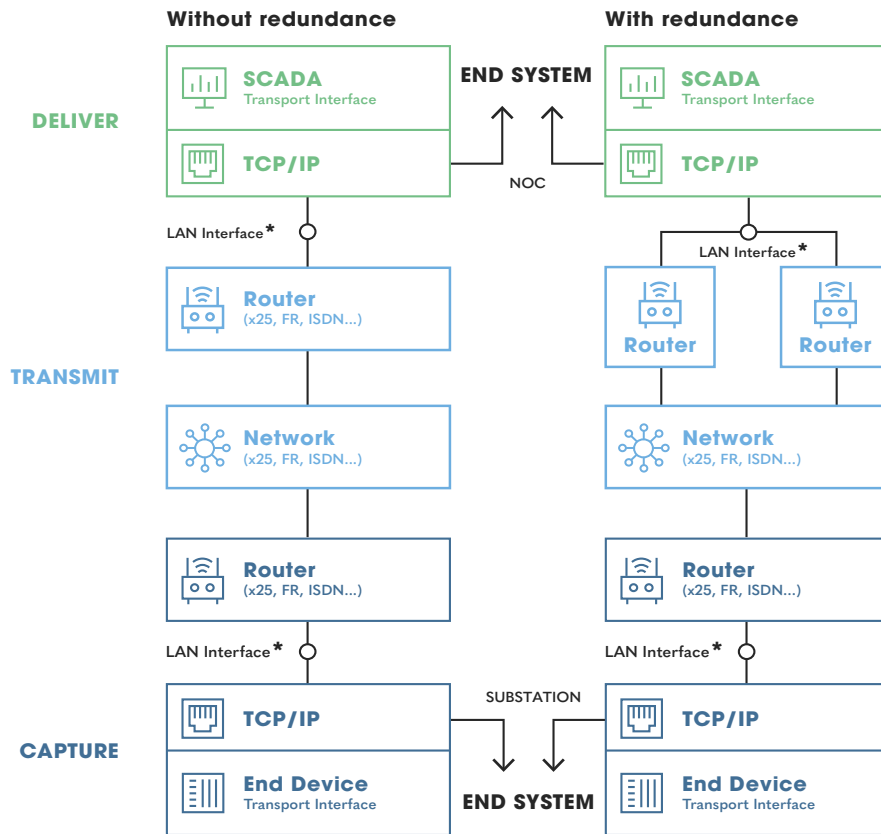 Without redundance
With redundance
DELIVER
SCADA
Transport Interface
TCP/IP
END SYSTEM
NOC
SCADA
Transport Interface
TCP/IP
LAN Interface*
LAN Interface*
TRANSMIT
Router
(x25, FR, ISDN...)
Router
Router
Network
(x25, FR, ISDN...)
Network
(x25, FR, ISDN...)
Router
(x25, FR, ISDN...)
Router
(x25, FR, ISDN...)
LAN Interface*
LAN Interface*
CAPTURE
TCP/IP
End Device
Transport Interface
SUBSTATION
END SYSTEM
TCP/IP
End Device
Transport Interface